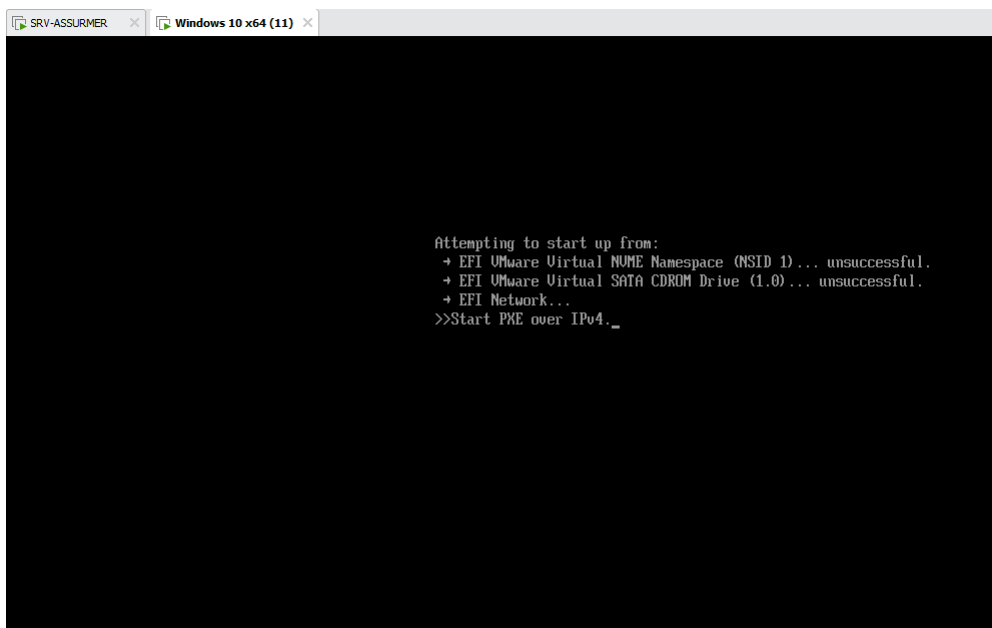 SRV-ASSURMER
Windows 10 x64 (11)
Attempting to start up from:
→ EFI VMware Virtual NVME Namespace (NSID 1)... unsuccessful.
→ EFI VMware Virtual SATA CDROM Drive (1.0)... unsuccessful.
→ EFI Network...
>>Start PXE over IPv4._